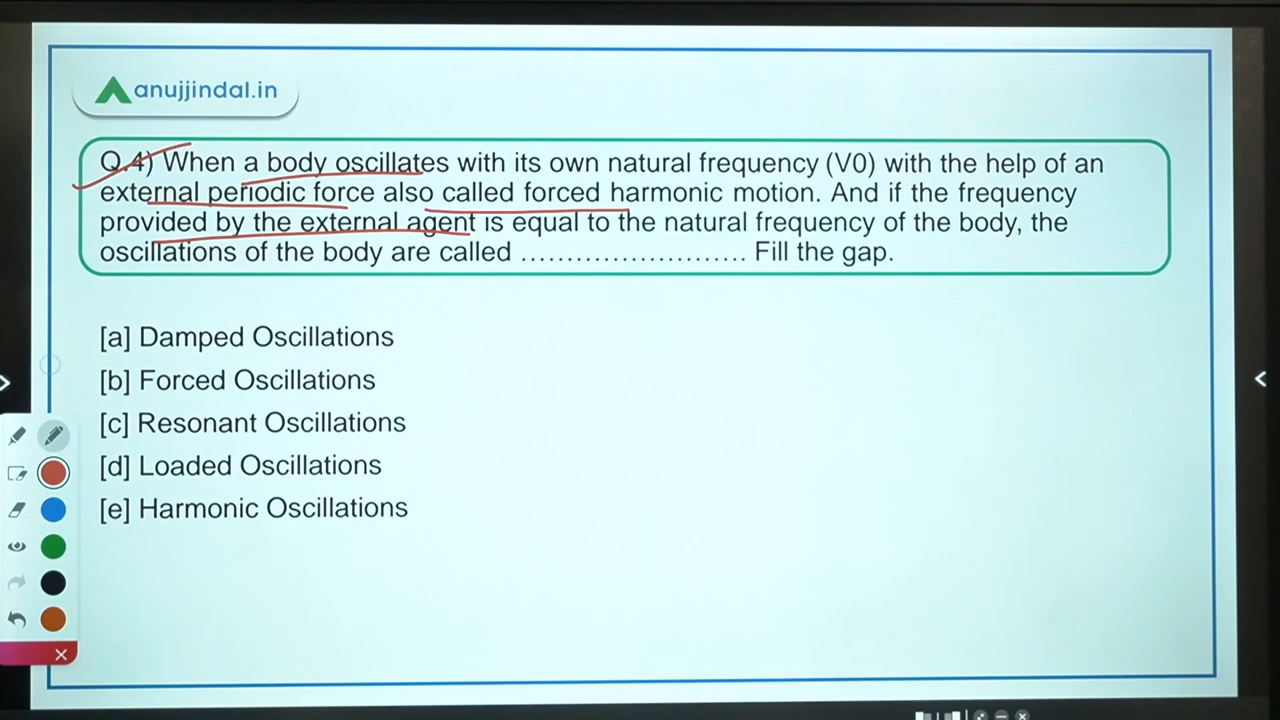 anujjindal.in
Q.4) When a body oscillates with its own natural frequency (V0) with the help of an
external periodic force also called forced harmonic motion. And if the frequency
provided by the external agent is equal to the natural frequency of the body, the
oscillations of the body are called ......................... Fill the gap.
[a] Damped Oscillations
[b] Forced Oscillations
[c] Resonant Oscillations
[d] Loaded Oscillations
[e] Harmonic Oscillations